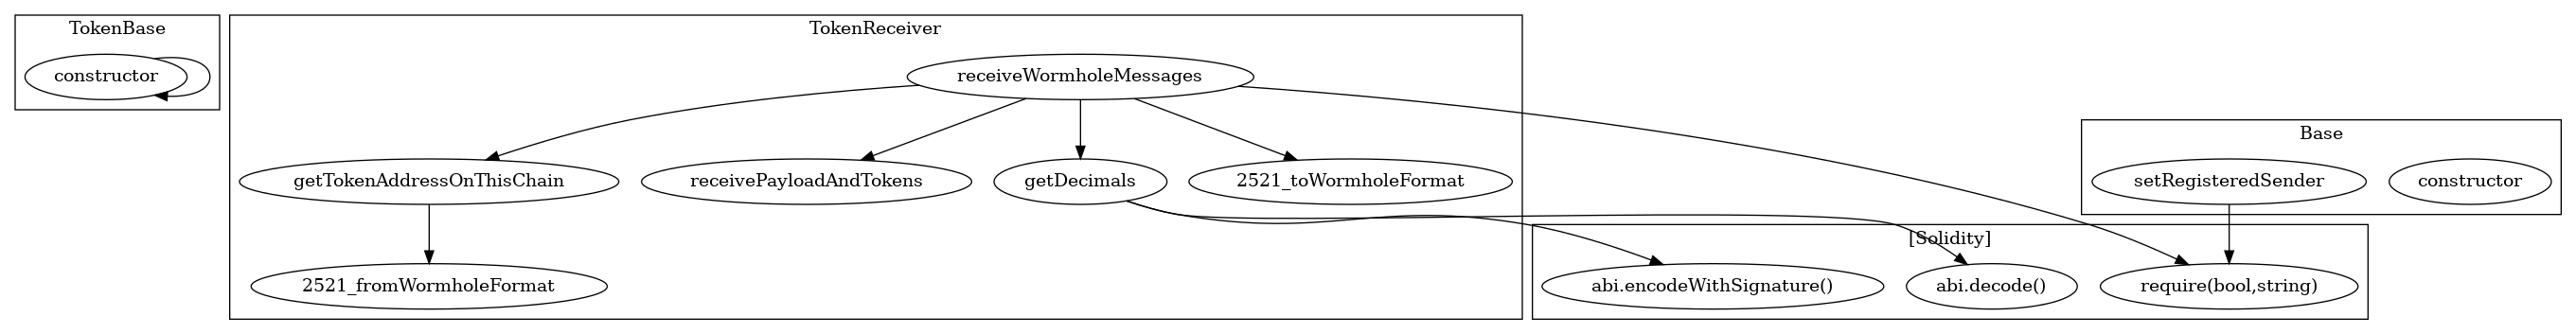 TokenBase
constructor
TokenReceiver
receiveWormholeMessages
getTokenAddressOnThisChain
receivePayloadAndTokens
getDecimals
2521_toWormholeFormat
2521_fromWormholeFormat
Base
setRegisteredSender
constructor
[Solidity]
abi.encodeWithSignature()
abi.decode()
require(bool,string)